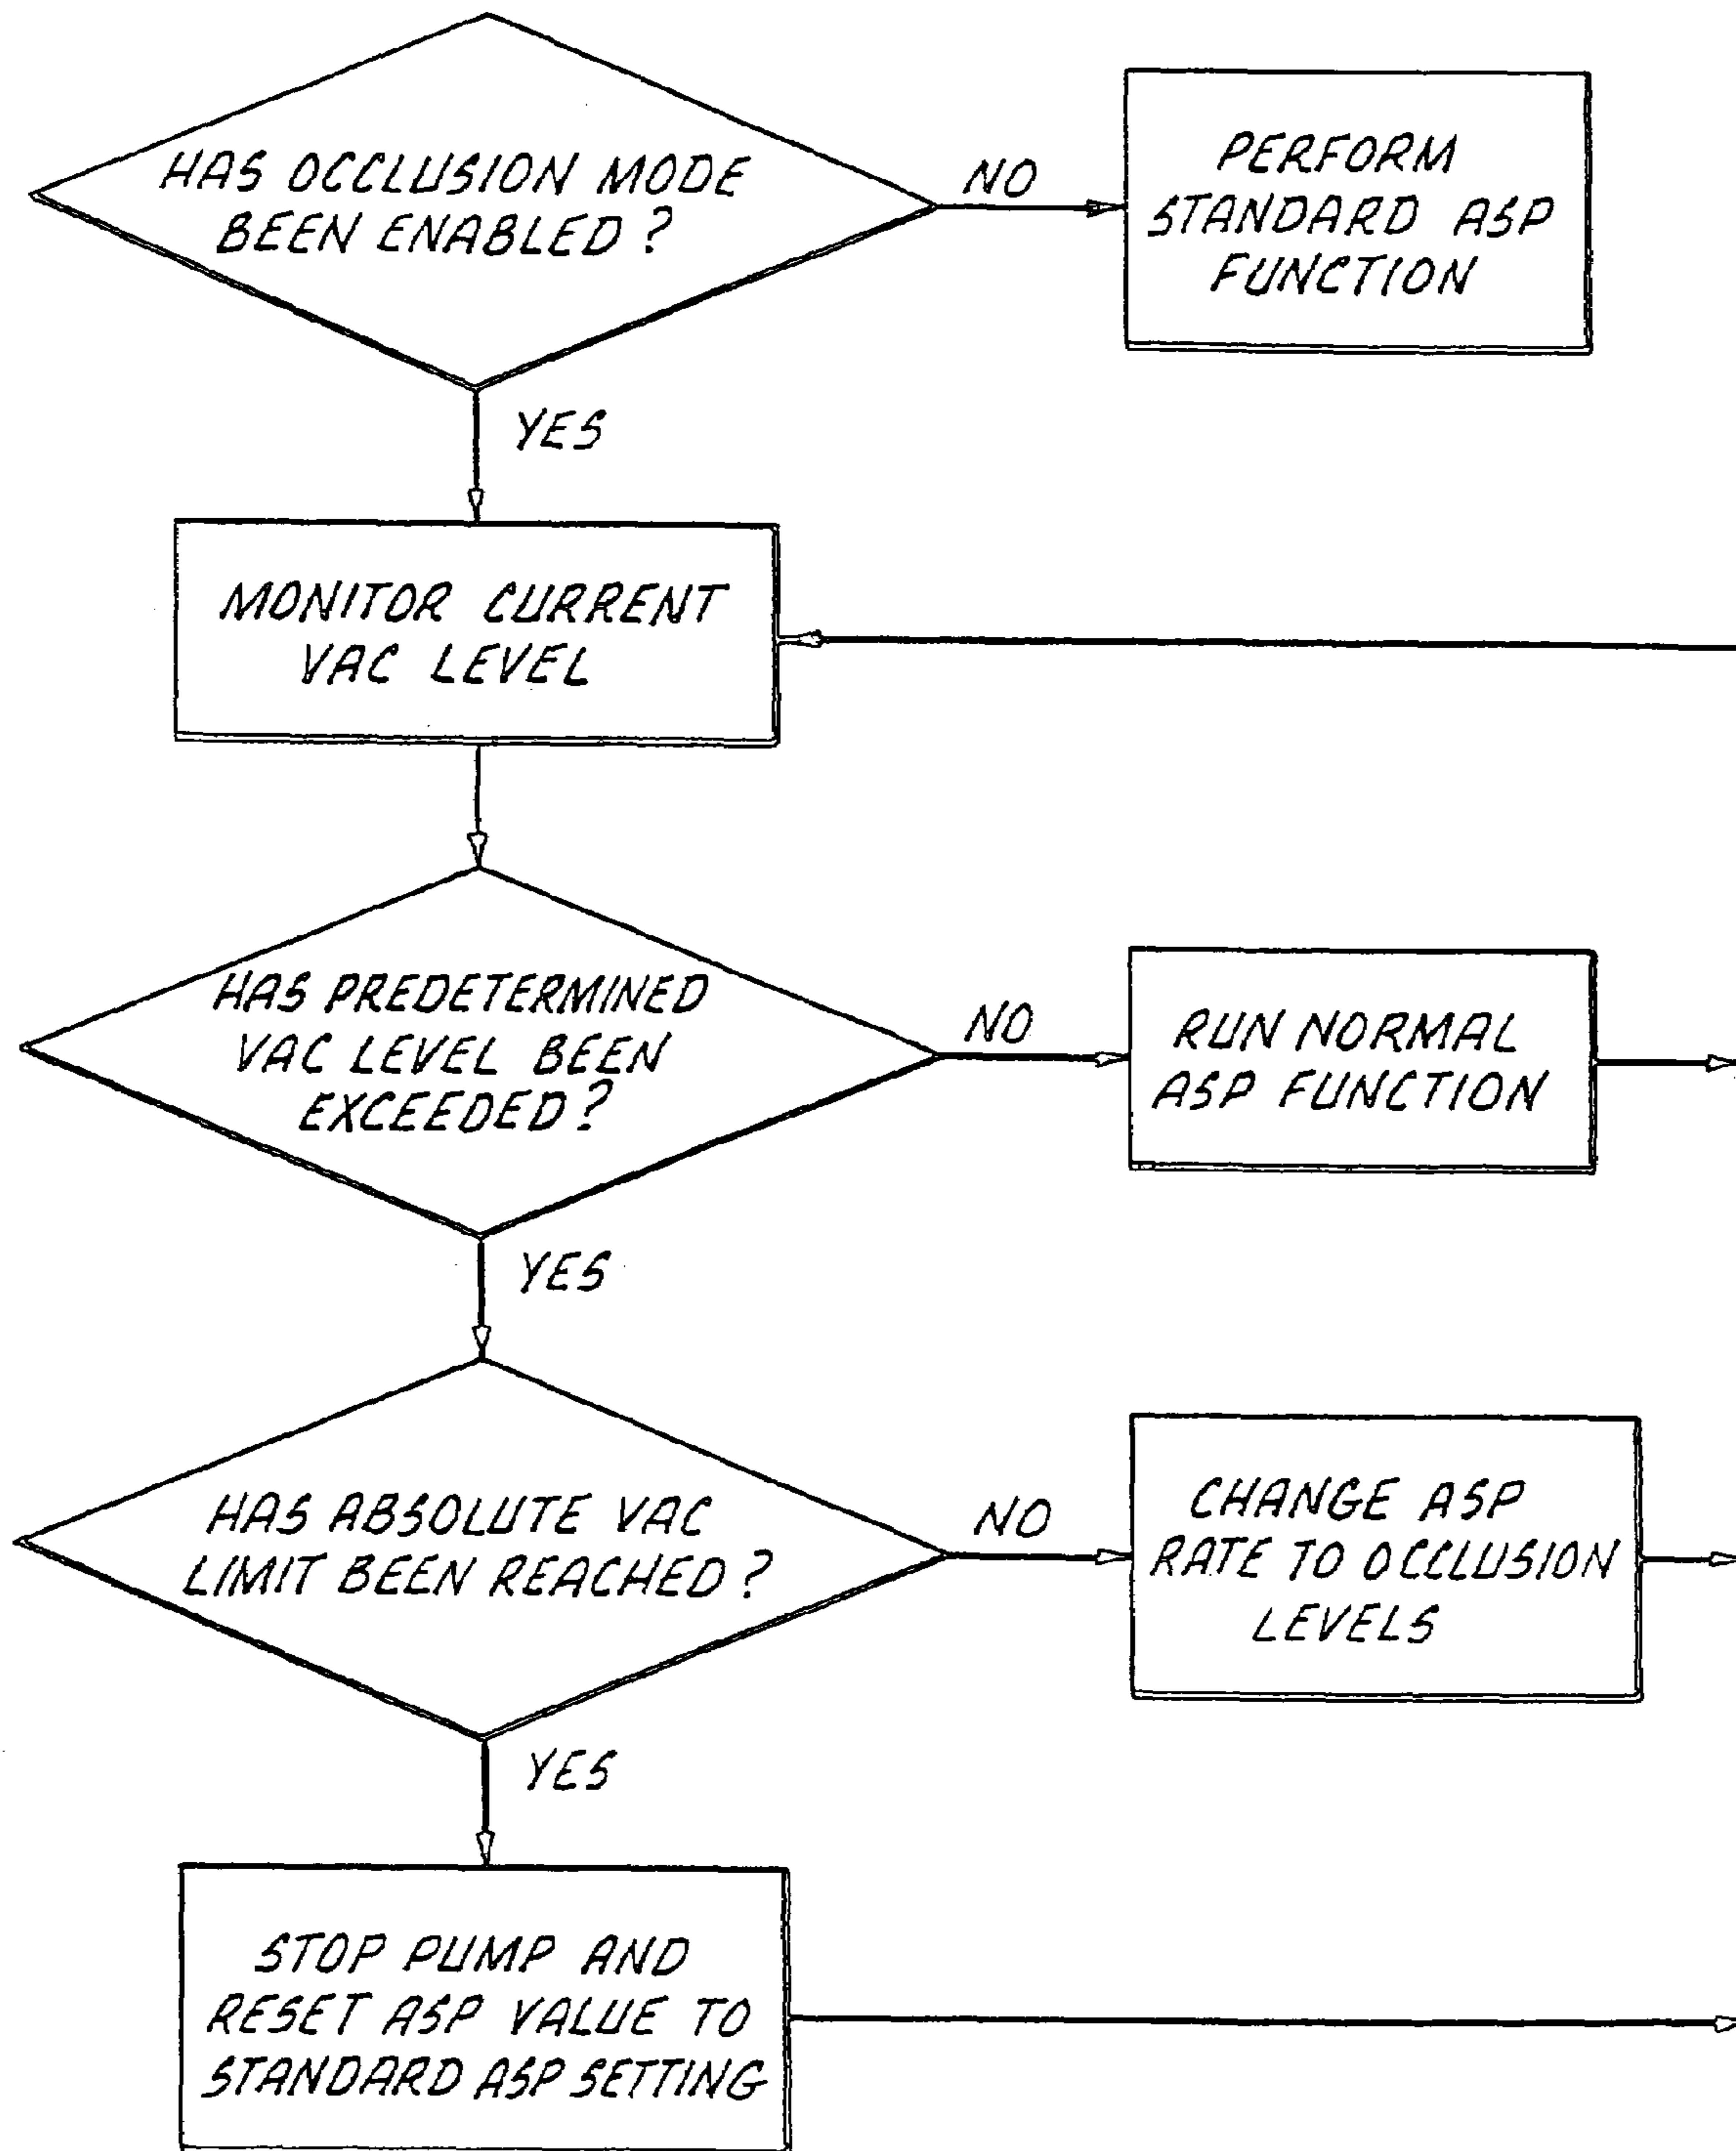 HAS OCCLUSION MODE
BEEN ENABLED?
NO
PERFORM
STANDARD ASP
FUNCTION
YES
MONITOR CURRENT
VAC LEVEL
HAS PREDETERMINED
VAC LEVEL BEEN
EXCEEDED?
NO
RUN NORMAL
ASP FUNCTION
YES
HAS ABSOLUTE VAC
LIMIT BEEN REACHED?
NO
CHANGE ASP
RATE TO OCCLUSION
LEVELS
YES
STOP PUMP AND
RESET ASP VALUE TO
STANDARD ASP SETTING